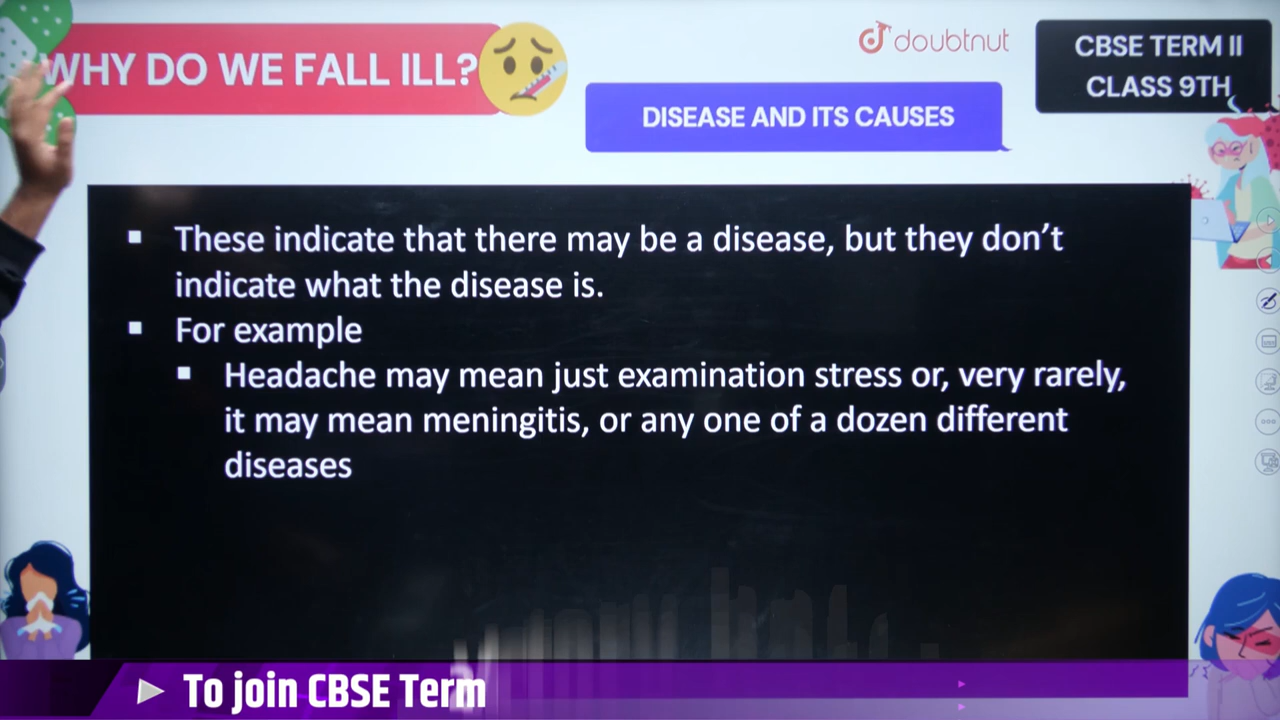 WHY DO WE FALL ILL?
doubtnut
CBSE TERM II
CLASS 9TH
DISEASE AND ITS CAUSES
▪ These indicate that there may be a disease, but they don’t
indicate what the disease is.
▪ For example
▪ Headache may mean just examination stress or, very rarely,
it may mean meningitis, or any one of a dozen different
diseases
To join CBSE Term